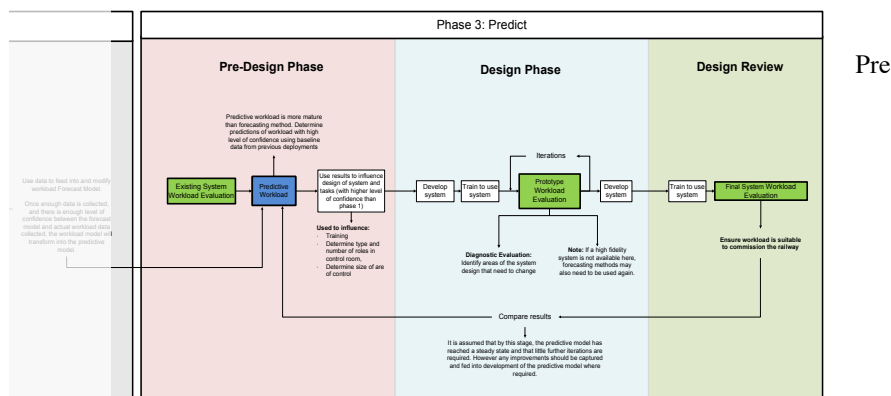 Phase 3: Predict
Pre
Pre-Design Phase
Design Phase
Design Review
Predictive workload is more mature
than forecasting method. Determine
predictions of workload with high
level of confidence using baseline
data from previous deployments
Iterations
Use data to feed into and modify
workload Forecast Model.
Once enough data is collected,
and there is enough level of
confidence between the forecast
model and actual workload data
collected, the workload model will
transform into the predictive
model.
Existing System
Workload Evaluation
Predictive
Workload
Use results to influence
design of system and
tasks (with higher level
of confidence than
phase 1)
Develop
system
Train to use
system
Prototype
Workload
Evaluation
Develop
system
Train to use
system
Final System Workload
Evaluation
Used to influence:
· Training
· Determine type and
number of roles in
control room,
· Determine size of are
of control
Diagnostic Evaluation:
Identify areas of the system
design that need to change
Note: If a high fidelity
system is not available here,
forecasting methods may
also need to be used again.
Ensure workload is suitable
to commission the railway
Compare results
It is assumed that by this stage, the predictive model has
reached a steady state and that little further iterations are
required. However any improvements should be captured
and fed into development of the predictive model where
required.